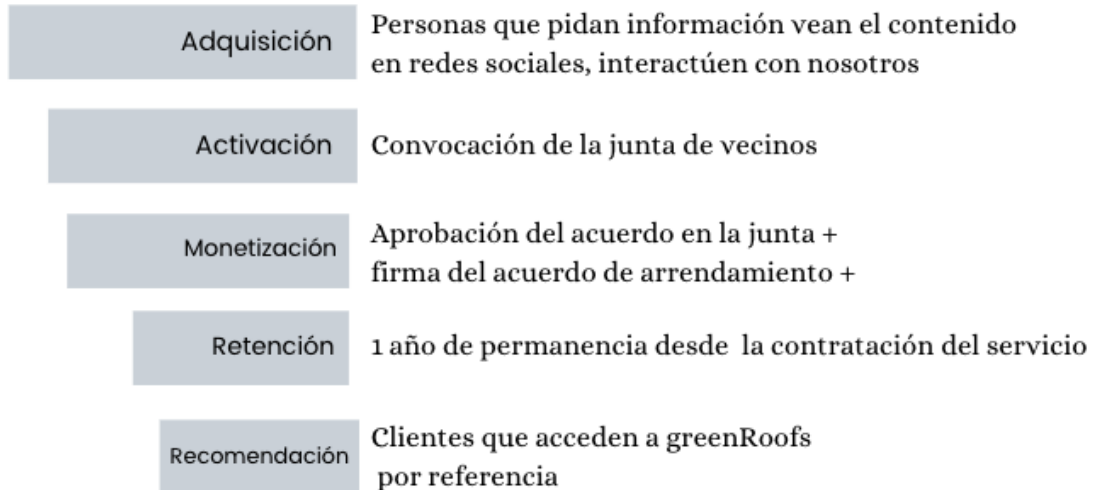 Adquisición
Personas que pidan información vean el contenido
en redes sociales, interactúen con nosotros
Activación
Convocación de la junta de vecinos
Monetización
Aprobación del acuerdo en la junta +
firma del acuerdo de arrendamiento +
Retención
1 año de permanencia desde  la contratación del servicio
Recomendación
Clientes que acceden a greenRoofs
por referencia